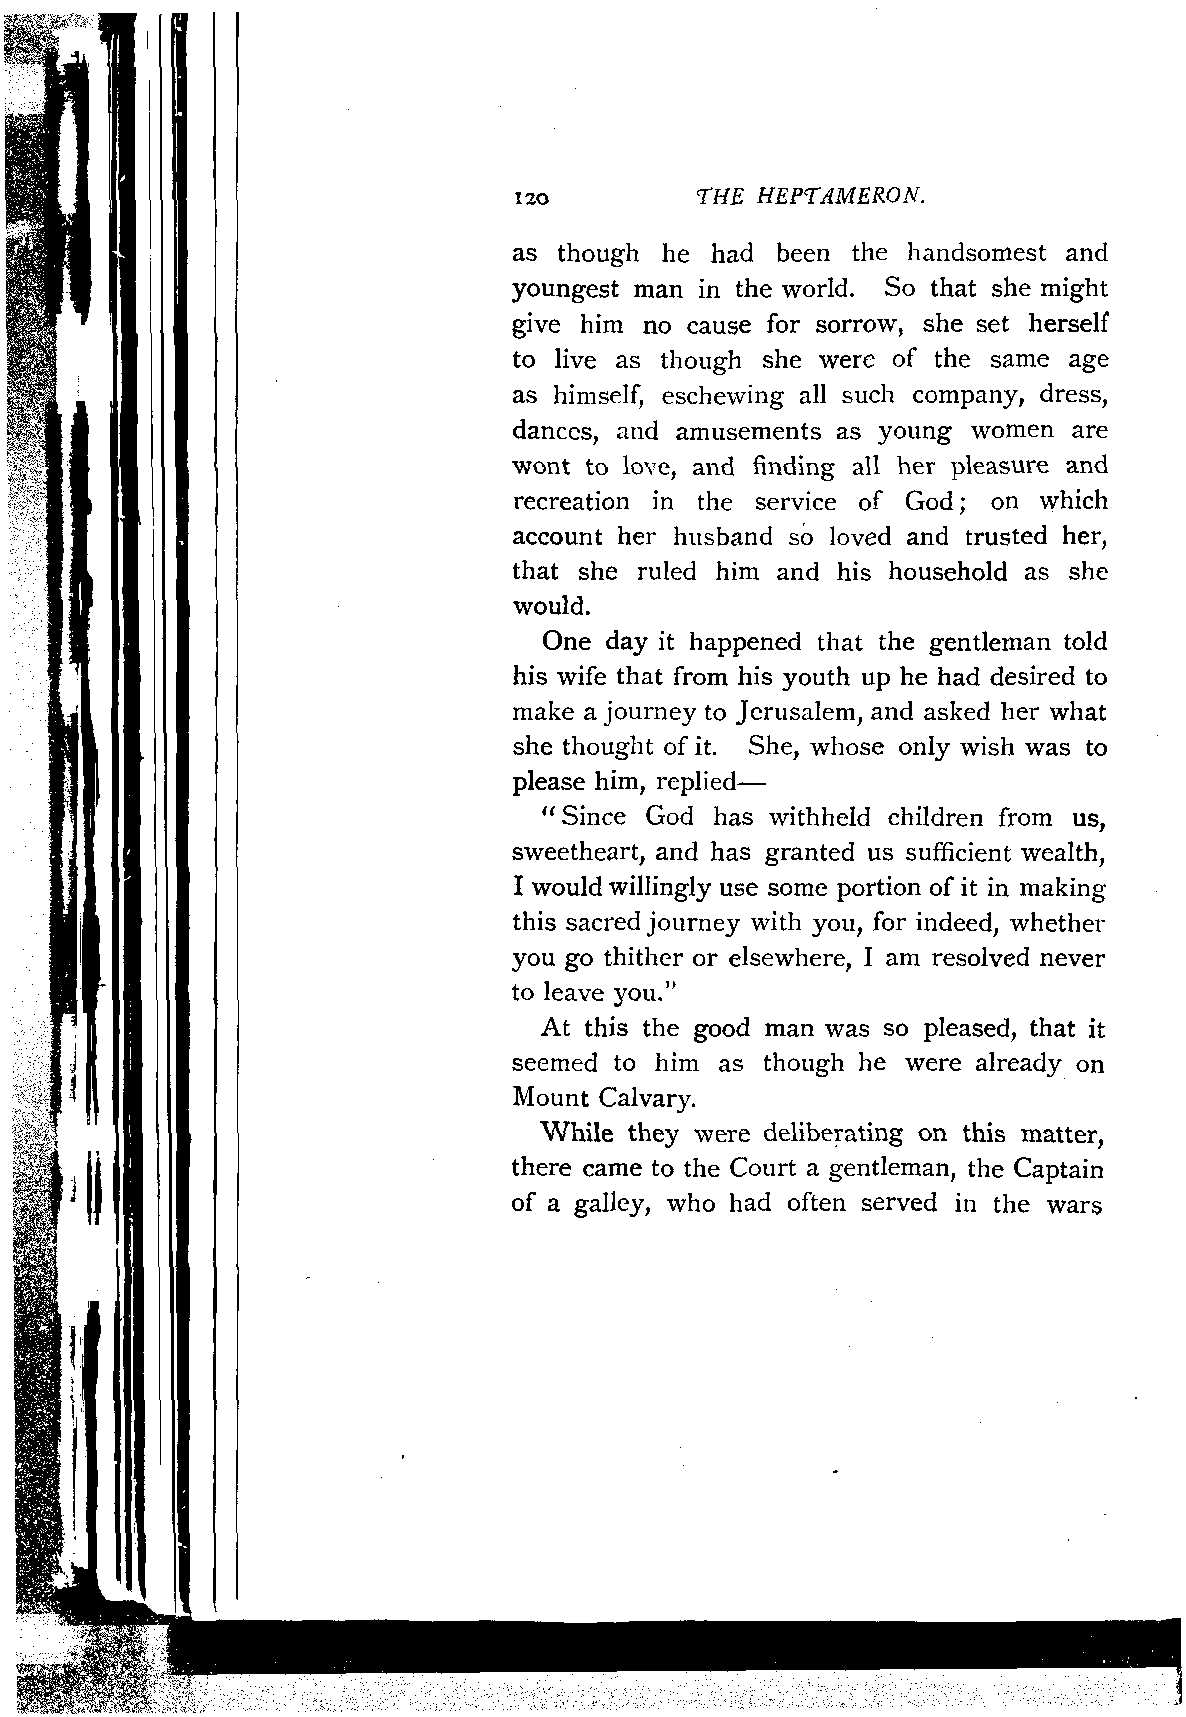 120 THE HEPTAMERON.
as though he had been the handsomest and
youngest man in the world. So that she might
give him no cause for sorrow, she set herself
to live as though she were of the same age
as himself, eschewing all such company, dress,
dances, and amusements as young women are
wont to love, and finding all her pleasure and
recreation in the service of God; on which
account her husband so loved and trusted her,
that she ruled him and his household as she
would.
One day it happened that the gentleman told
his wife that from his youth up he had desired to
make a journey to Jerusalem, and asked her what
she thought of it. She, whose only wish was to
please him, replied—
"Since God has withheld children from us,
sweetheart, and has granted us sufficient wealth,
I would willingly use some portion of it in making
this sacred journey with you, for indeed, whether
you go thither or elsewhere, I am resolved never
to leave you."
At this the good man was so pleased, that it
seemed to him as though he were already on
Mount Calvary.
While they were deliberating on this matter,
there came to the Court a gentleman, the Captain
of a galley, who had often served in the wars